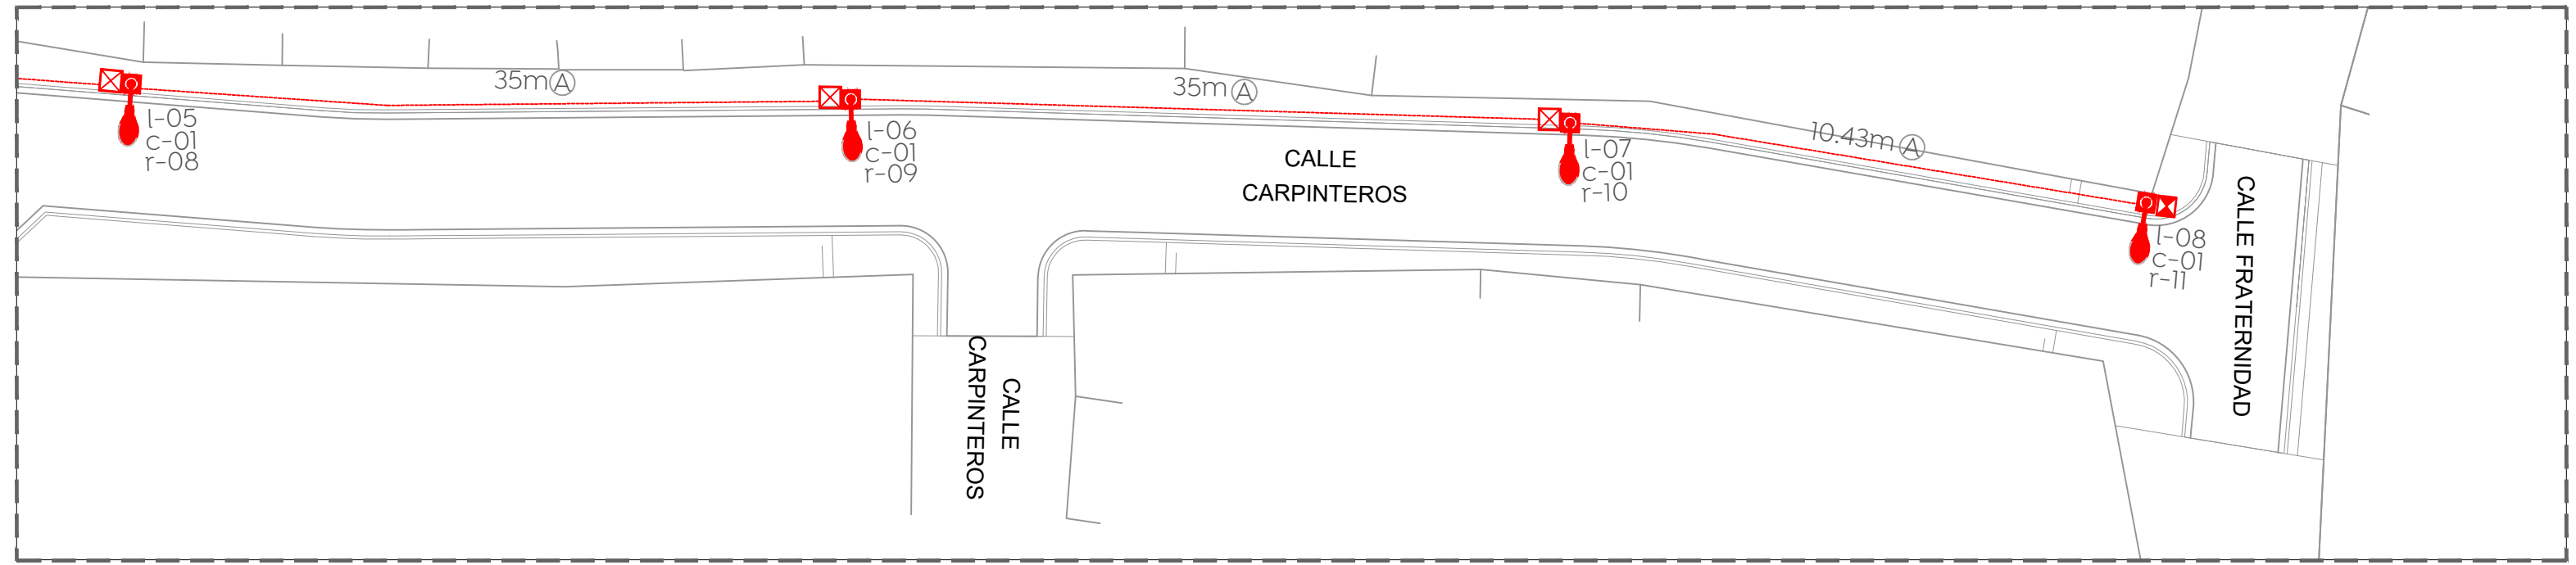 35m A
l-05
c-01
r-08
35m A
l-06
c-01
r-09
CALLE
CARPINTEROS
10.43m A
l-07
c-01
r-10
l-08
c-01
r-11
CALLE FRATERNIDAD
CALLE
CARPINTEROS